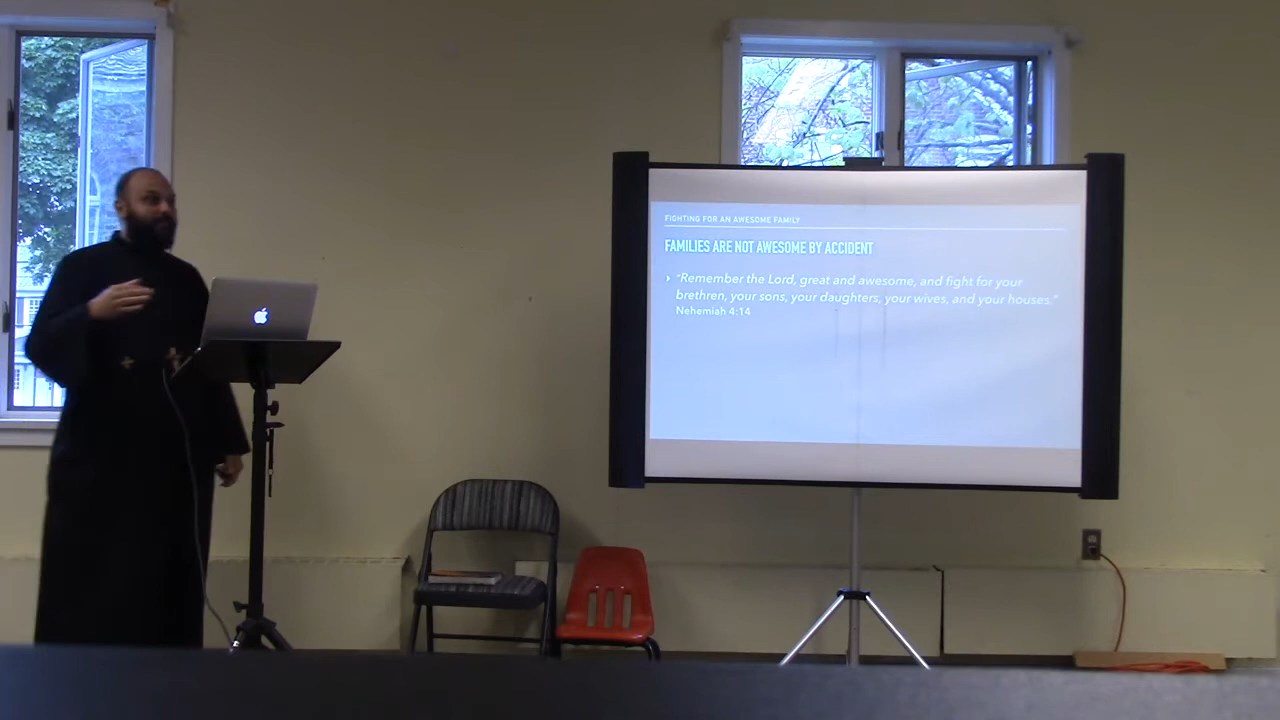 FIGHTING FOR AN AWESOME FAMILY
FAMILIES ARE NOT AWESOME BY ACCIDENT
› “Remember the Lord, great and awesome, and fight for your
brethren, your sons, your daughters, your wives, and your houses.”
Nehemiah 4:14